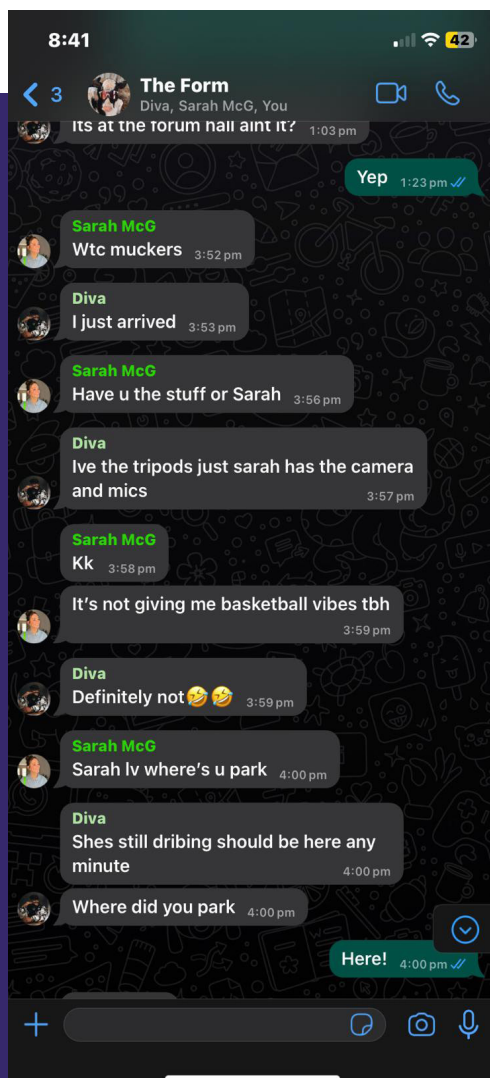 8:41
42
3
The Form
Diva, Sarah McG, You
Its at the forum hall aint it? 1:03 pm
Yep 1:23 pm
Sarah McG
Wtc muckers 3:52 pm
Diva
I just arrived 3:53 pm
Sarah McG
Have u the stuff or Sarah 3:56 pm
Diva
Ive the tripods just sarah has the camera
and mics 3:57 pm
Sarah McG
Kk 3:58 pm
It’s not giving me basketball vibes tbh
3:59 pm
Diva
Definitely not🤣🤣 3:59 pm
Sarah McG
Sarah lv where’s u park 4:00 pm
Diva
Shes still dribing should be here any
minute 4:00 pm
Where did you park 4:00 pm
Here! 4:00 pm